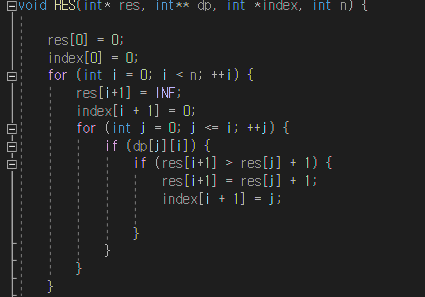 void RES(int* res, int** dp, int *index, int n) {
res[0] = 0;
index[0] = 0;
for (int i = 0; i < n; ++i) {
res[i+1] = INF;
index[i + 1] = 0;
for (int j = 0; j <= i; ++j) {
if (dp[j][i]) {
if (res[i+1] > res[j] + 1) {
res[i+1] = res[j] + 1;
index[i + 1] = j;
}
}
}
}